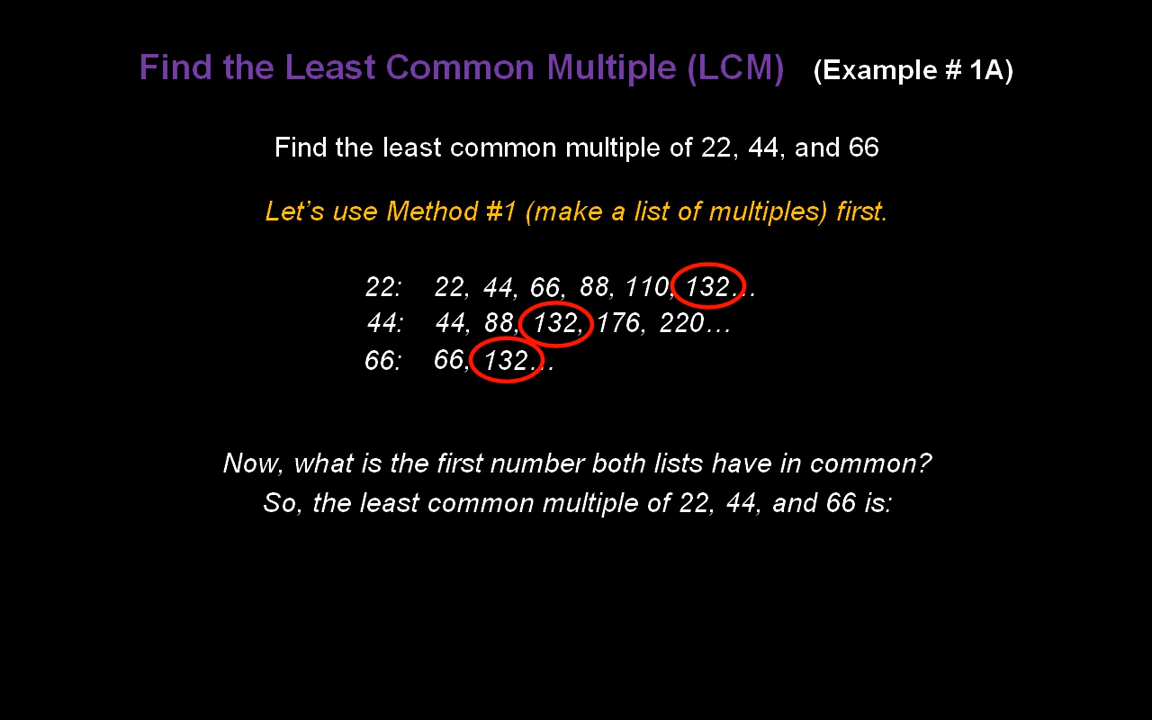 Find the Least Common Multiple (LCM) (Example # 1A)
Find the least common multiple of 22, 44, and 66
Let's use Method #1 (make a list of multiples) first.
22: 22, 44, 66, 88, 110, 132…
44: 44, 88, 132, 176, 220…
66: 66, 132…
Now, what is the first number both lists have in common?
So, the least common multiple of 22, 44, and 66 is: